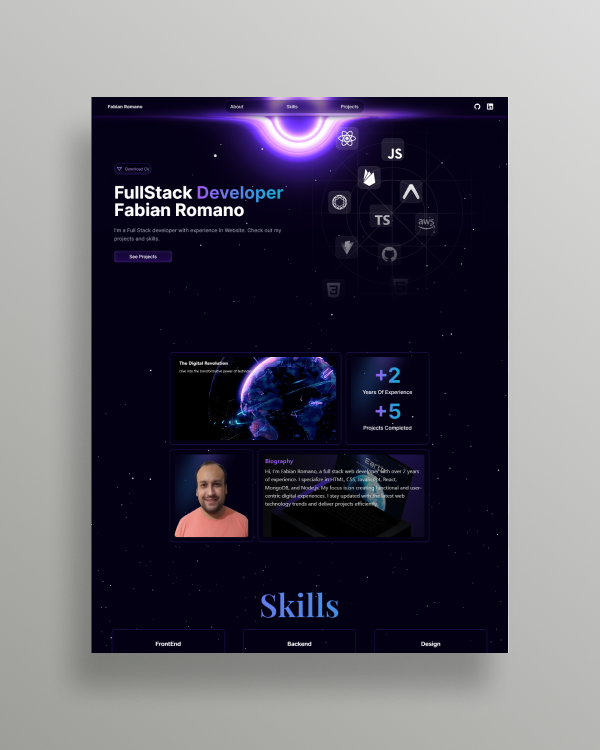 Fabian Romano
About
Skills
Projects
Download CV
FullStack Developer
Fabian Romano
I'm a Full Stack developer with experience in Website. Check out my
projects and skills.
See Projects
JS
TS
aws
The Digital Revolution
Dive into the transformative power of
+2
Years Of Experience
+5
Projects Completed
Biography
Hi, I'm Fabian Romano, a full stack web developer with over 2 years
of experience. I specialize in HTML, CSS, JavaScript, React,
MongoDB, and Node.js. My focus is on creating functional and user-
centric digital experiences. I stay updated with the latest web
technology trends and deliver projects efficiently.
Skills
FrontEnd
Backend
Design